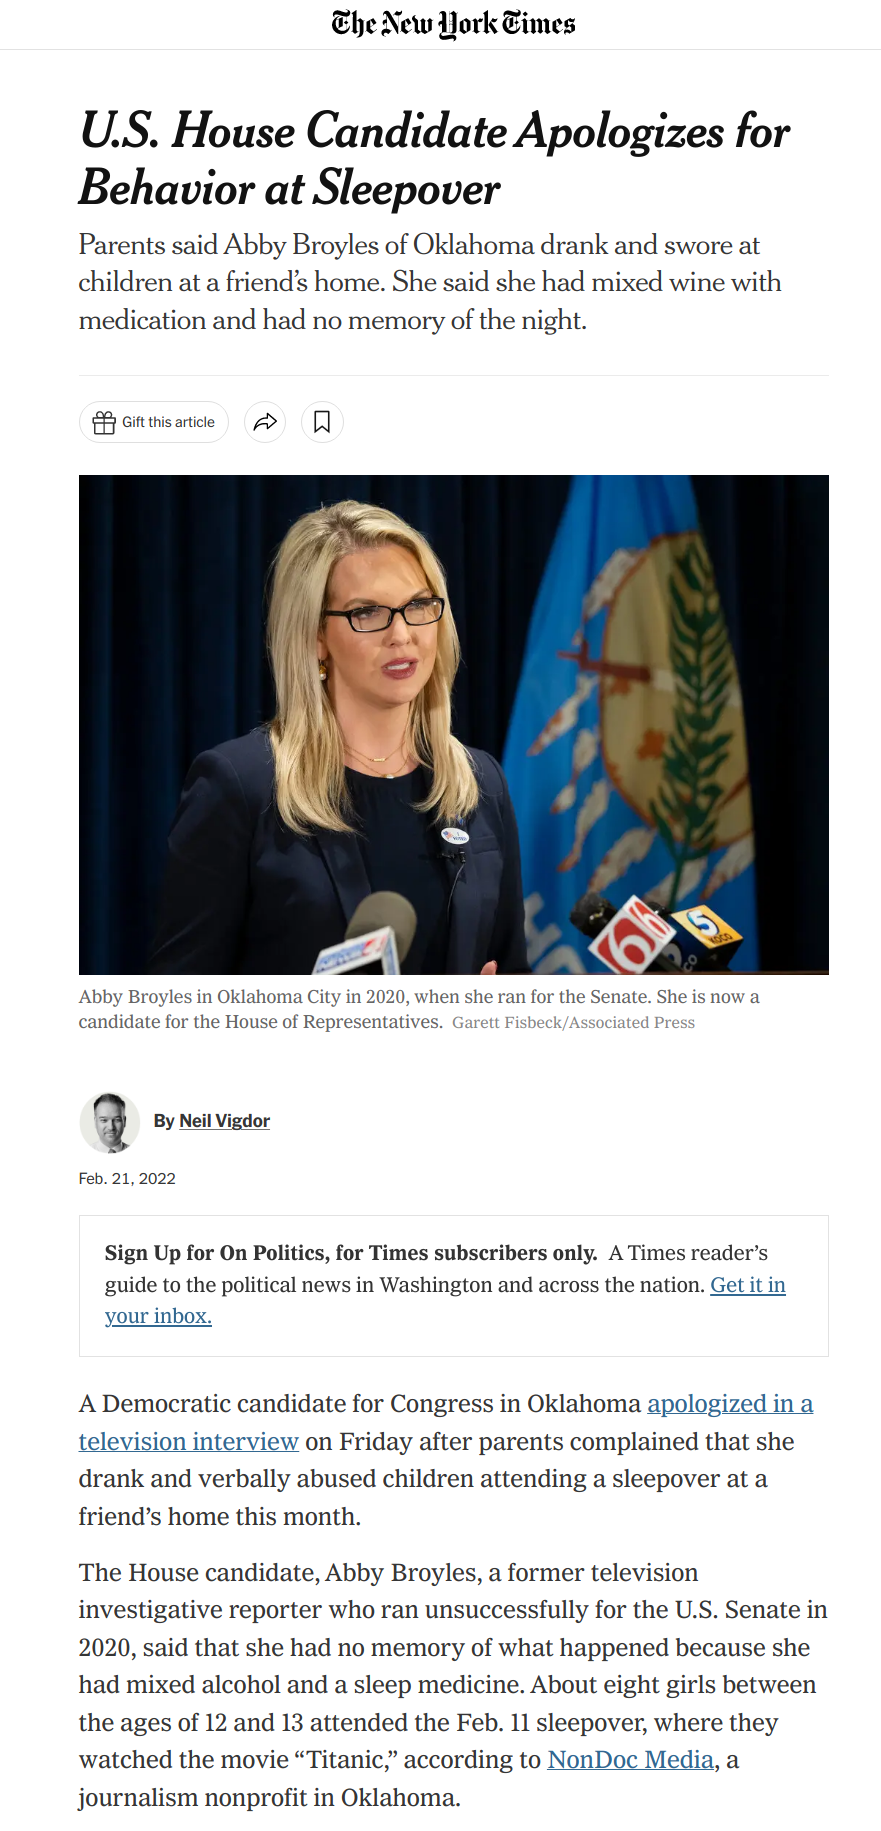 The New York Times
U.S. House Candidate Apologizes for
Behavior at Sleepover
Parents said Abby Broyles of Oklahoma drank and swore at
children at a friend’s home. She said she had mixed wine with
medication and had no memory of the night.
Gift this article
6 6 5
KOCO
Abby Broyles in Oklahoma City in 2020, when she ran for the Senate. She is now a
candidate for the House of Representatives. Garett Fisbeck/Associated Press
By Neil Vigdor
Feb. 21, 2022
Sign Up for On Politics, for Times subscribers only. A Times reader’s
guide to the political news in Washington and across the nation. Get it in
your inbox.
A Democratic candidate for Congress in Oklahoma apologized in a
television interview on Friday after parents complained that she
drank and verbally abused children attending a sleepover at a
friend’s home this month.
The House candidate, Abby Broyles, a former television
investigative reporter who ran unsuccessfully for the U.S. Senate in
2020, said that she had no memory of what happened because she
had mixed alcohol and a sleep medicine. About eight girls between
the ages of 12 and 13 attended the Feb. 11 sleepover, where they
watched the movie “Titanic,” according to NonDoc Media, a
journalism nonprofit in Oklahoma.